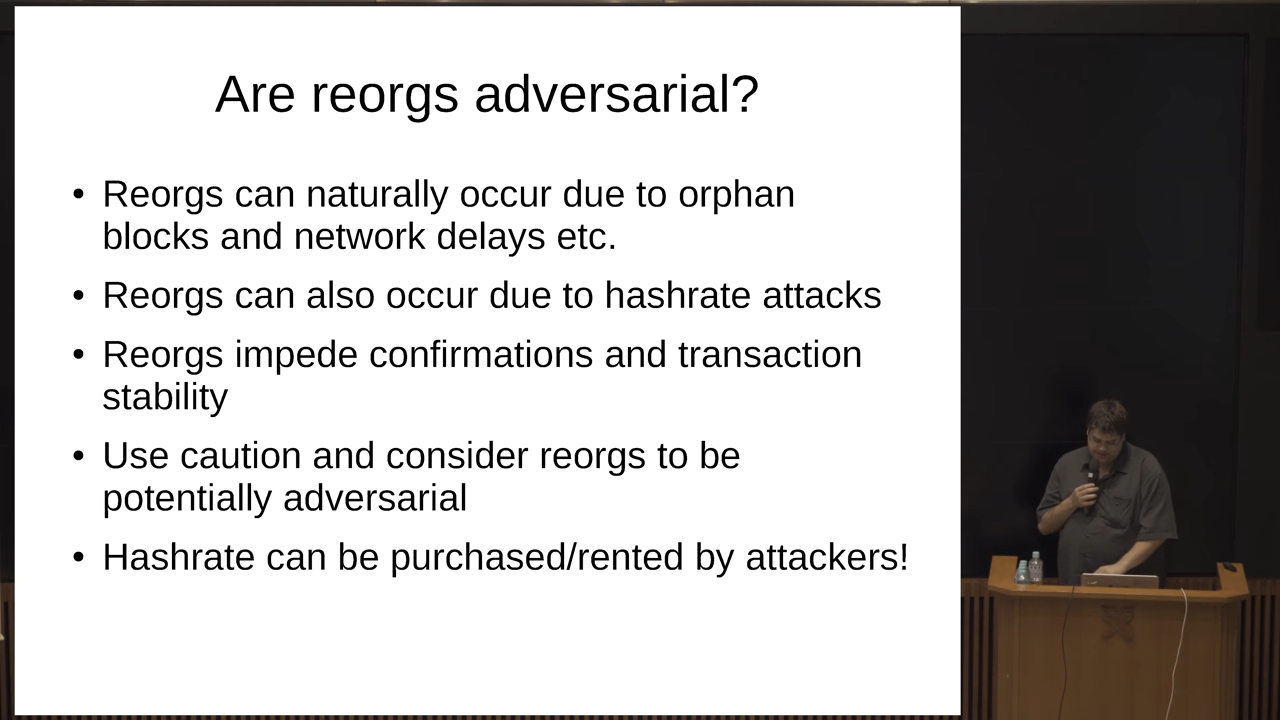 Are reorgs adversarial?
• Reorgs can naturally occur due to orphan
blocks and network delays etc.
• Reorgs can also occur due to hashrate attacks
• Reorgs impede confirmations and transaction
stability
• Use caution and consider reorgs to be
potentially adversarial
• Hashrate can be purchased/rented by attackers!